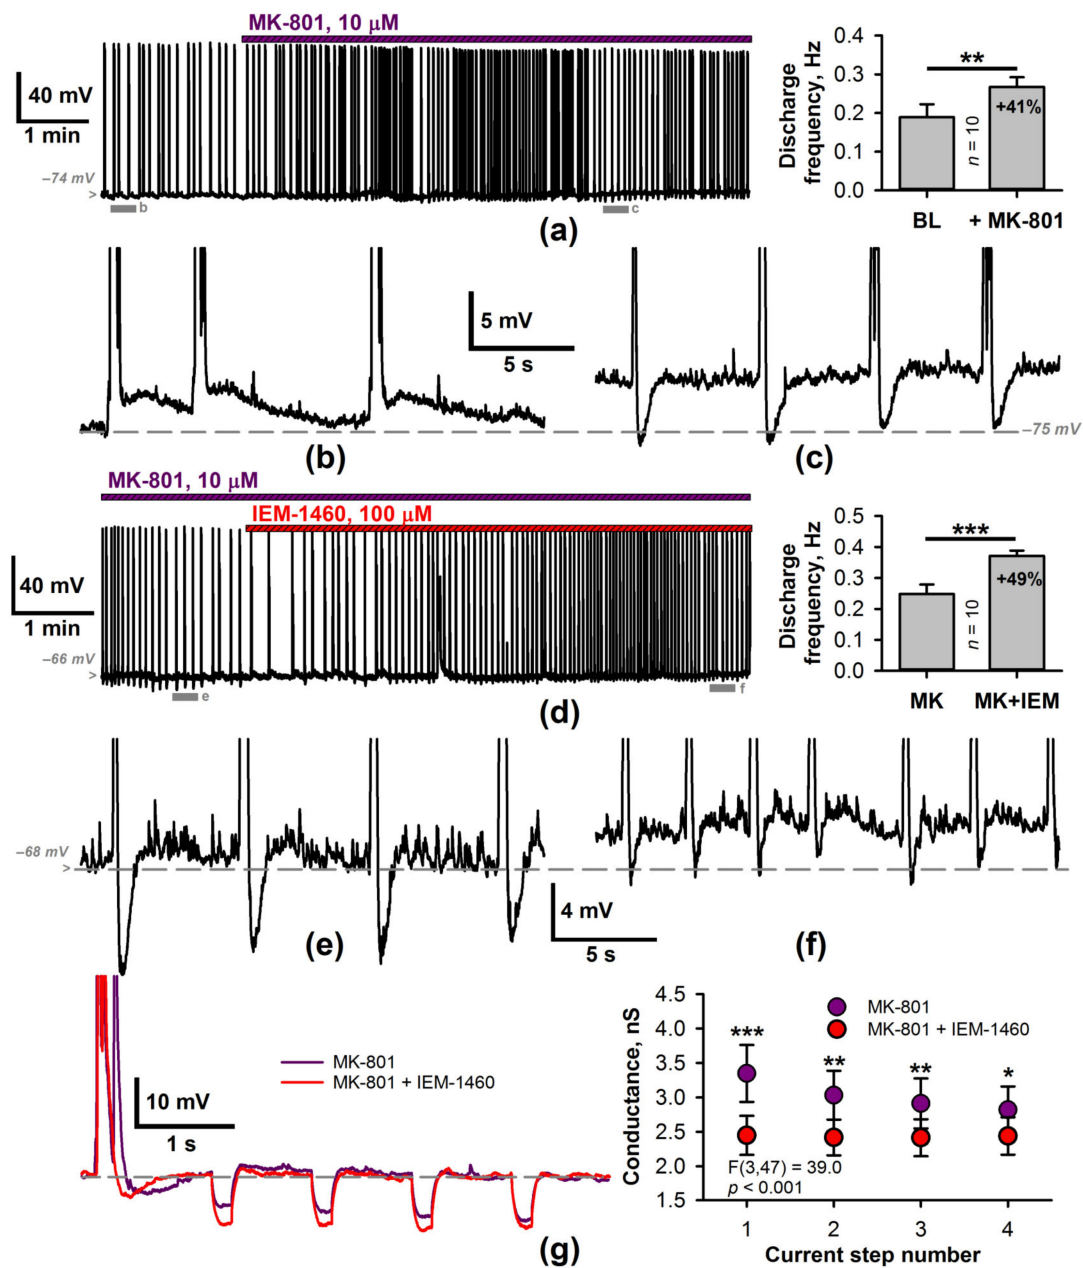 MK-801, 10 µM
40 mV
1 min
–74 mV
>
b
c
(a)
Discharge
frequency, Hz
0.4
0.3
0.2
0.1
0.0
**
+41%
n = 10
BL
+ MK-801
5 mV
5 s
–75 mV
(b)
(c)
MK-801, 10 µM
IEM-1460, 100 µM
40 mV
1 min
–66 mV
>
e
f
(d)
Discharge
frequency, Hz
0.5
0.4
0.3
0.2
0.1
0.0
***
+49%
n = 10
MK
MK+IEM
–68 mV
>
4 mV
5 s
(e)
(f)
MK-801
MK-801 + IEM-1460
10 mV
1 s
(g)
Conductance, nS
4.5
4.0
3.5
3.0
2.5
2.0
1.5
MK-801
MK-801 + IEM-1460
***
**
**
*
F(3,47) = 39.0
p < 0.001
1
2
3
4
Current step number